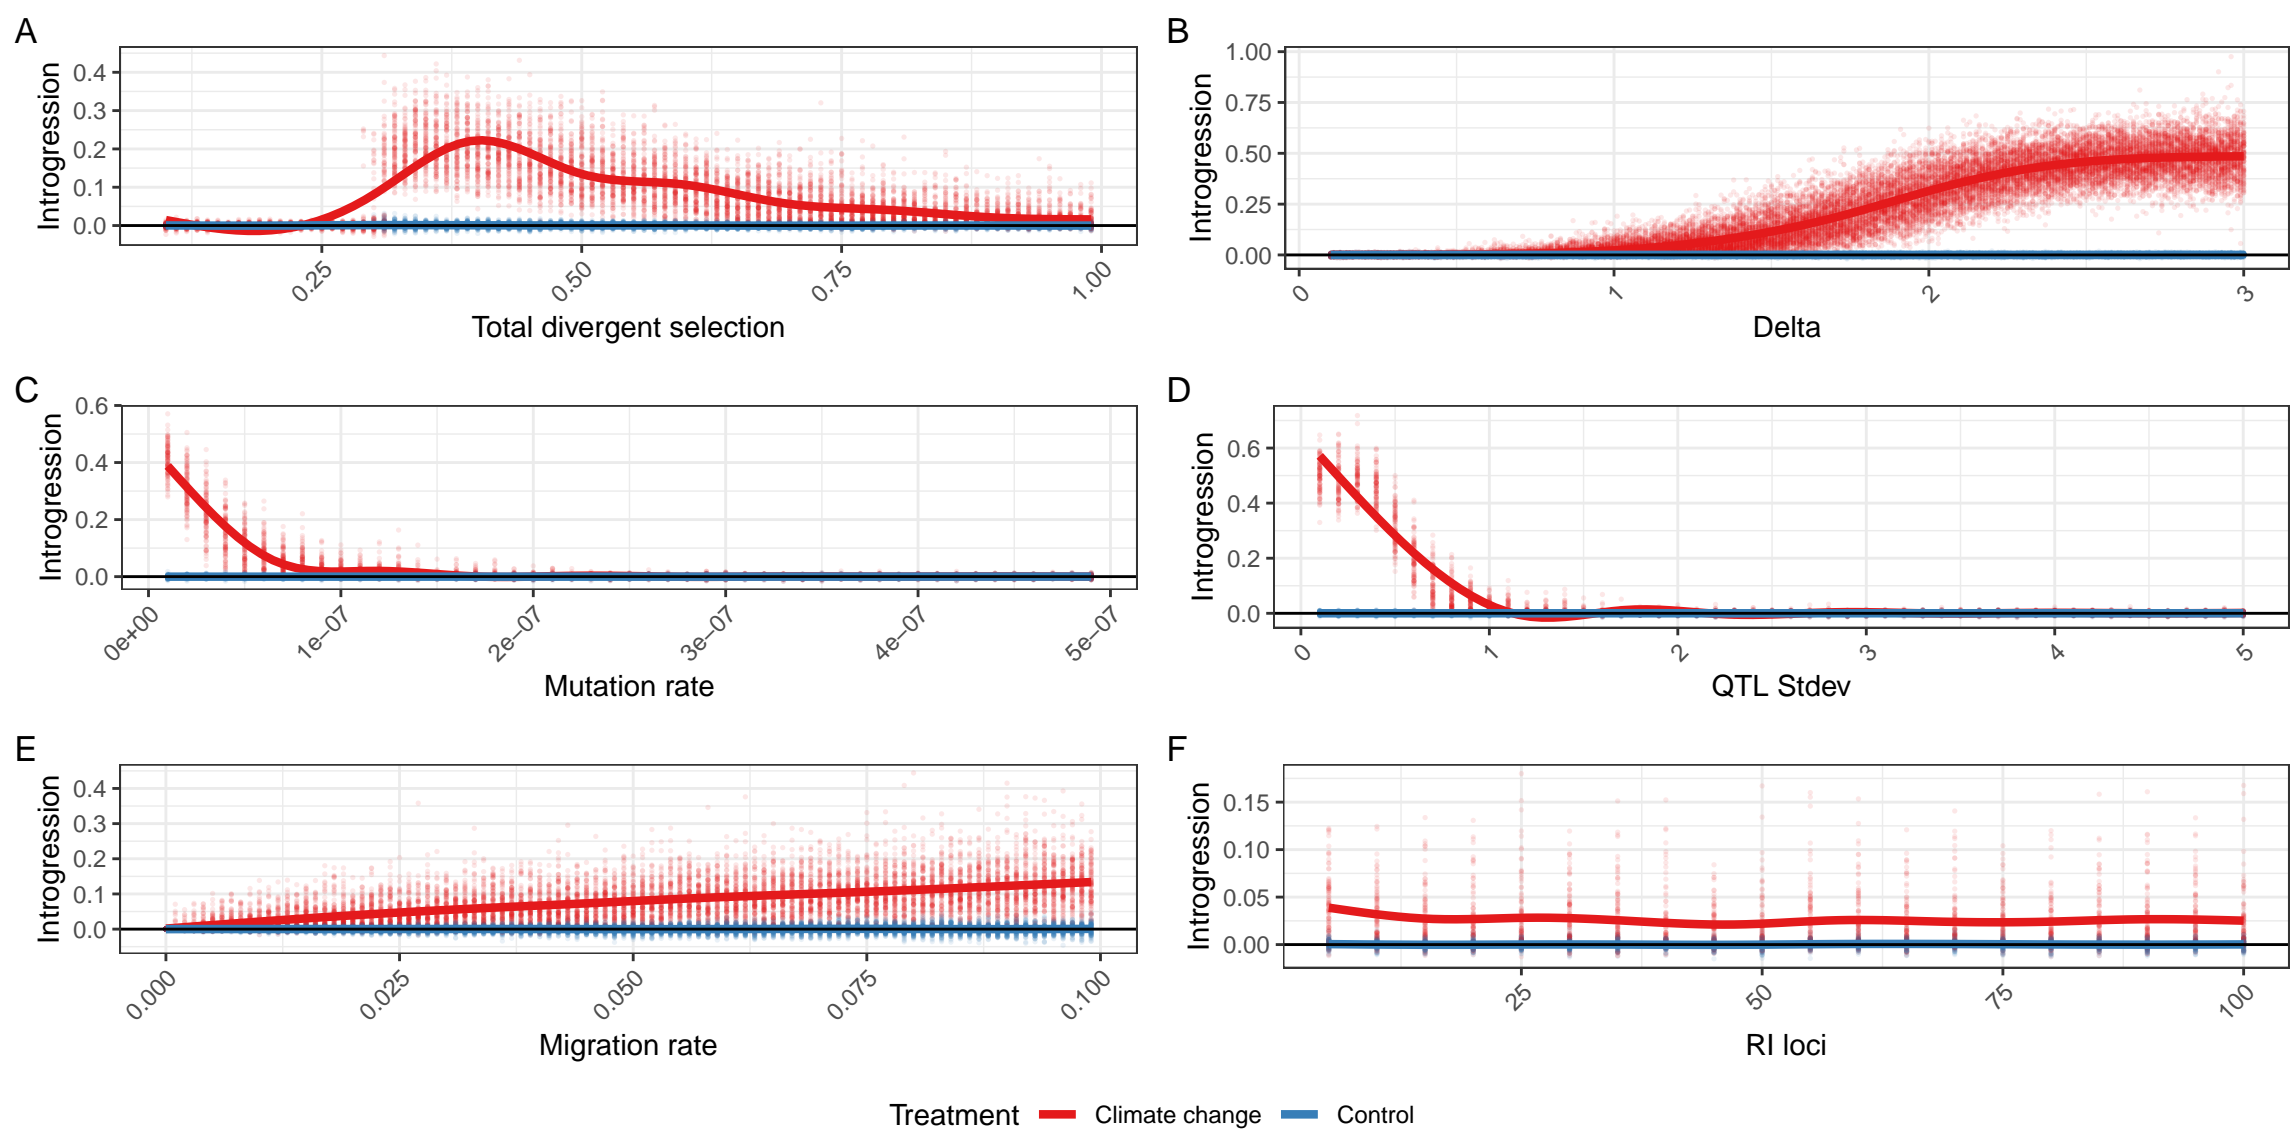 A
Introgression
0.4
0.3
0.2
0.1
0.0
0.25
0.50
0.75
1.00
Total divergent selection
B
Introgression
1.00
0.75
0.50
0.25
0.00
0
1
2
3
Delta
C
Introgression
0.6
0.4
0.2
0.0
0e+00
1e−07
2e−07
3e−07
4e−07
5e−07
Mutation rate
D
Introgression
0.6
0.4
0.2
0.0
0
1
2
3
4
5
QTL Stdev
E
Introgression
0.4
0.3
0.2
0.1
0.0
0.000
0.025
0.050
0.075
0.100
Migration rate
F
Introgression
0.15
0.10
0.05
0.00
25
50
75
100
RI loci
Treatment Climate change Control